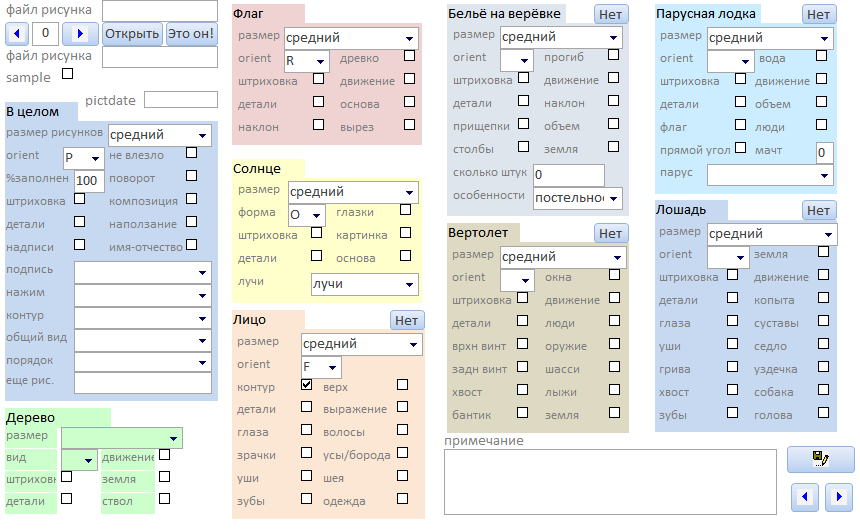 файл рисунка
0 Открыть Это он!
файл рисунка
sample
pictdate
В целом
размер рисунков средний
orient P не влезло
%заполнен 100 поворот
штриховка композиция
детали наползание
надписи имя-отчество
подпись
нажим
контур
общий вид
порядок
еще рис.
Дерево
размер
вид движение
штриховк земля
детали ствол
Флаг
размер средний
orient R древко
штриховка движение
детали основа
наклон вырез
Солнце
размер средний
форма О глазки
штриховка картинка
детали основа
лучи лучи
Лицо Нет
размер средний
orient F
контур верх
детали выражение
глаза волосы
зрачки усы/борода
уши шея
зубы одежда
Бельё на верёвке Нет
размер средний
orient прогиб
штриховка движение
детали наклон
прищепки объем
столбы земля
сколько штук 0
особенности постельнос
Вертолет Нет
размер средний
orient окна
штриховка движение
детали люди
врхн винт оружие
задн винт шасси
хвост лыжи
бантик земля
примечание
Парусная лодка Нет
размер средний
orient вода
штриховка движение
детали объем
флаг люди
прямой угол мачт 0
парус
Лошадь Нет
размер средний
orient земля
штриховка движение
детали копыта
глаза суставы
уши седло
грива уздечка
хвост собака
зубы голова